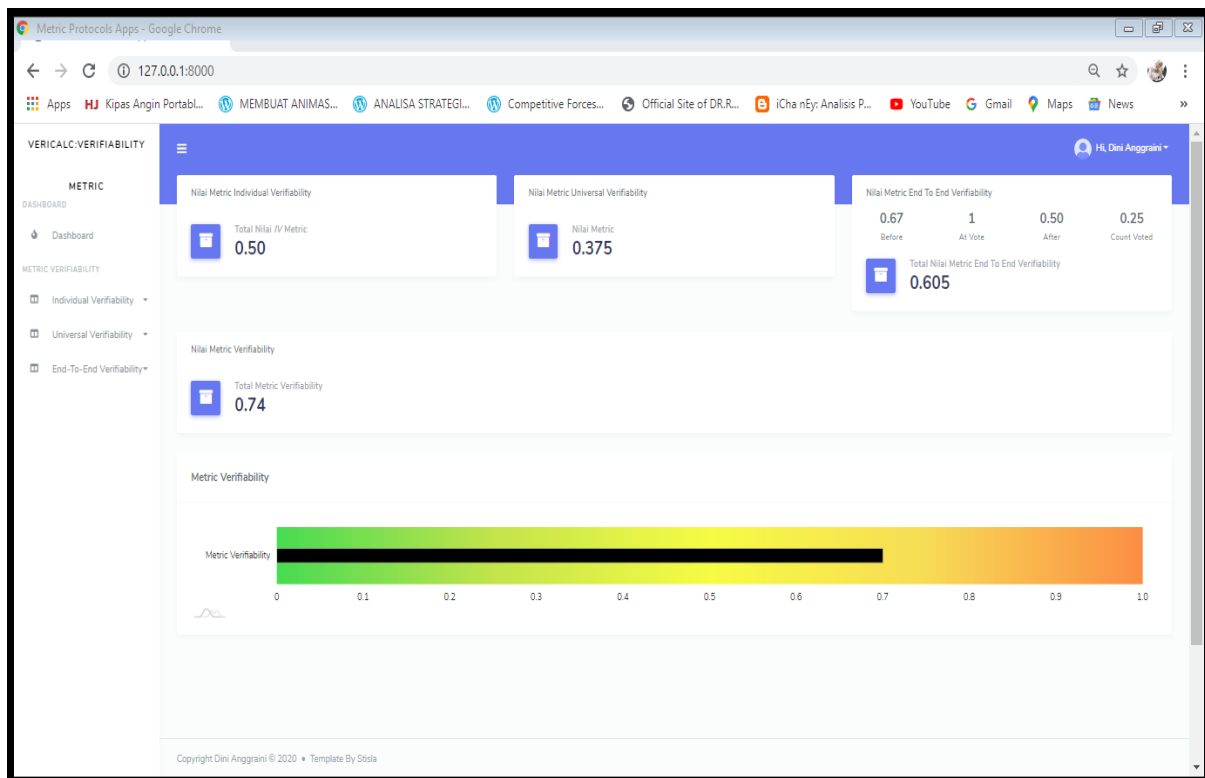 Metric Protocols Apps - Google Chrome
127.0.0.1:8000
Apps HJ Kipas Angin Portabl... MEMBUAT ANIMAS... ANALISA STRATEGI... Competitive Forces... Official Site of DR.R... iCha nEy: Analisis P... YouTube Gmail Maps News »
VERICALC:VERIFIABILITY
METRIC
Hi, Dini Anggraini
DASHBOARD
Dashboard
METRIC VERIFIABILITY
Individual Verifiability
Universal Verifiability
End-To-End Verifiability
Nilai Metric Individual Verifiability
Total Nilai IV Metric
0.50
Nilai Metric Universal Verifiability
Nilai Metric
0.375
Nilai Metric End To End Verifiability
0.67 1 0.50 0.25
Before At Vote After Count Voted
Total Nilai Metric End To End Verifiability
0.605
Nilai Metric Verifiability
Total Metric Verifiability
0.74
Metric Verifiability
Metric Verifiability
0 0.1 0.2 0.3 0.4 0.5 0.6 0.7 0.8 0.9 1.0
Copyright Dini Anggraini © 2020 • Template By Stisla